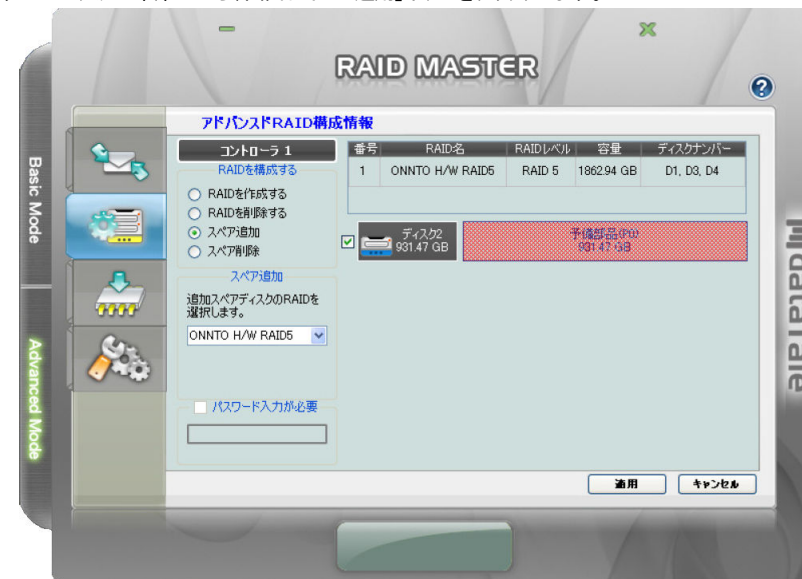 RAID MASTER
?
Basic Mode
Advanced Mode
アドバンスドRAID構成情報
コントローラ 1
RAIDを構成する
RAIDを作成する
RAIDを削除する
スペア追加
スペア削除
スペア追加
追加スペアディスクのRAIDを
選択します。
ONNTO H/W RAID5
パスワード入力が必要
番号 RAID名 RAIDレベル 容量 ディスクナンバー
1 ONNTO H/W RAID5 RAID 5 1862.94 GB D1, D3, D4
ディスク2
931.47 GB
予備部品(P0)
931.47 GB
適用 キャンセル
DataTale